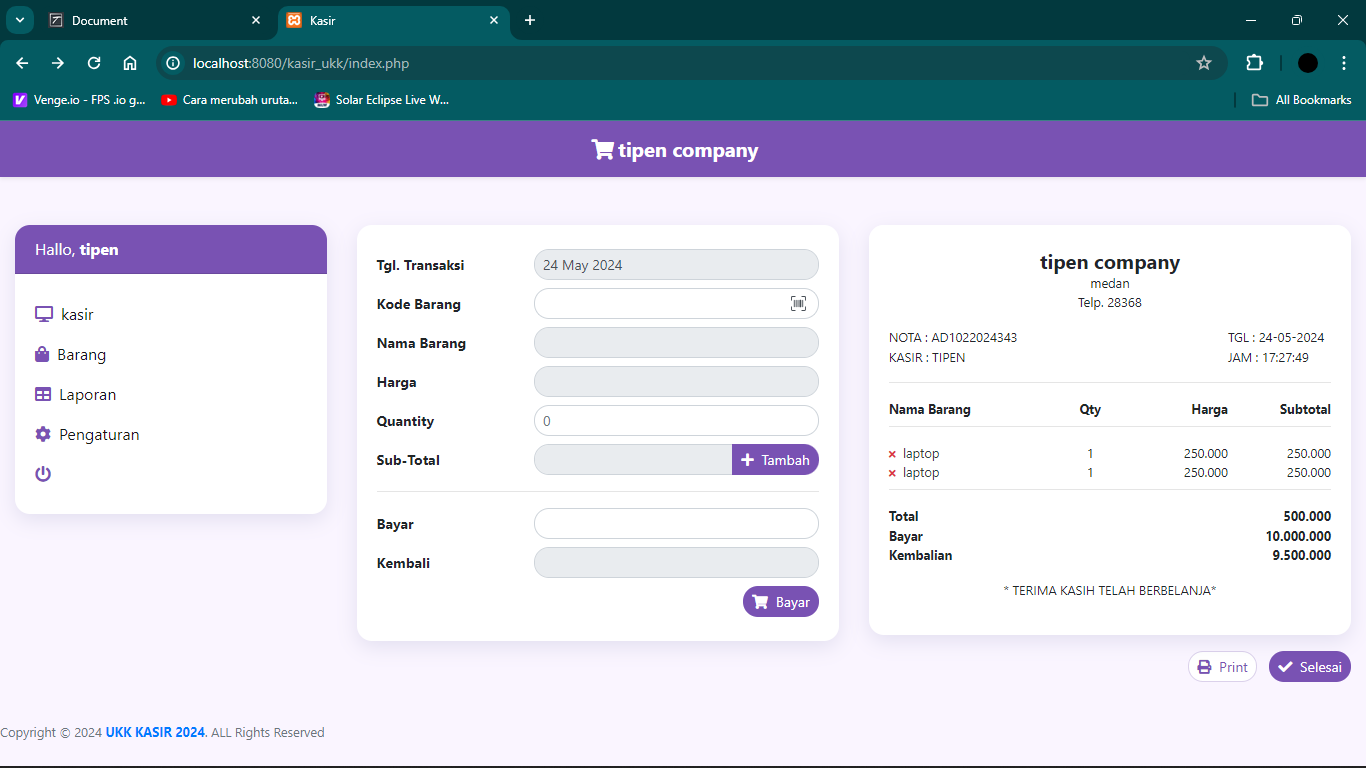 Document
Kasir
localhost:8080/kasir_ukk/index.php
Venge.io - FPS .io g...
Cara merubah uruta...
Solar Eclipse Live W...
All Bookmarks
tipen company
Hallo, tipen
kasir
Barang
Laporan
Pengaturan
Tgl. Transaksi 24 May 2024
Kode Barang
Nama Barang
Harga
Quantity 0
Sub-Total Tambah
Bayar
Kembali
Bayar
tipen company
medan
Telp. 28368
NOTA : AD1022024343 TGL : 24-05-2024
KASIR : TIPEN JAM : 17:27:49
Nama Barang Qty Harga Subtotal
× laptop 1 250.000 250.000
× laptop 1 250.000 250.000
Total 500.000
Bayar 10.000.000
Kembalian 9.500.000
* TERIMA KASIH TELAH BERBELANJA*
Print Selesai
Copyright © 2024 UKK KASIR 2024. ALL Rights Reserved